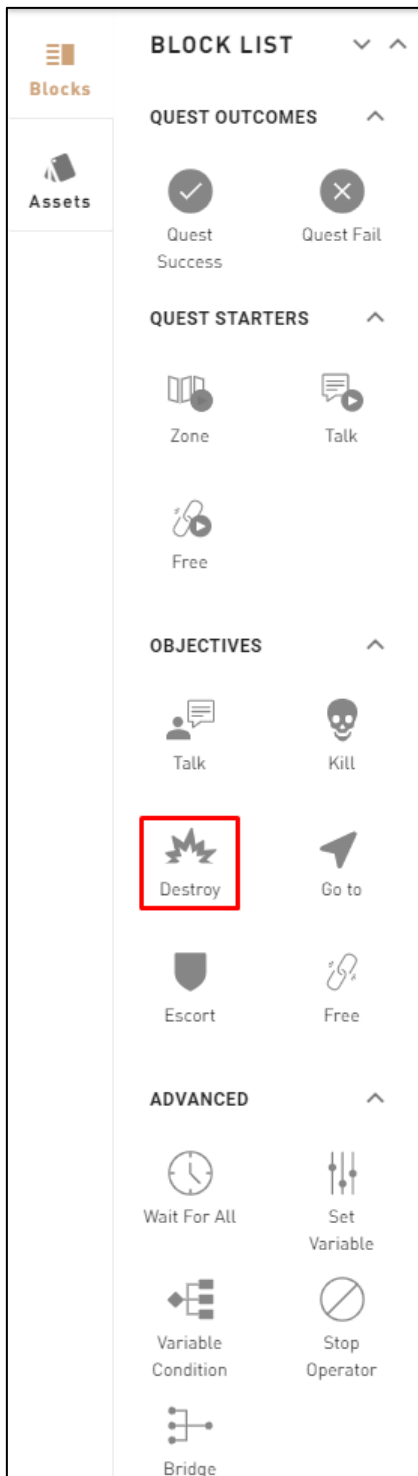 Blocks
Assets
BLOCK LIST
QUEST OUTCOMES
Quest
Success
Quest Fail
QUEST STARTERS
Zone
Talk
Free
OBJECTIVES
Talk
Kill
Destroy
Go to
Escort
Free
ADVANCED
Wait For All
Set
Variable
Variable
Condition
Stop
Operator
Bridge